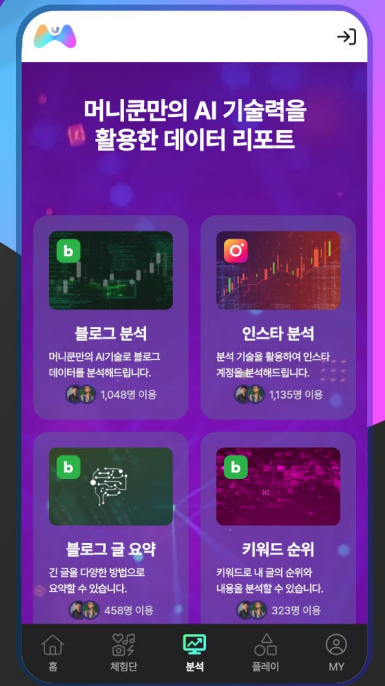 머니쿤만의 AI 기술력을
활용한 데이터 리포트
b
블로그 분석
머니쿤만의 AI기술로 블로그
데이터를 분석해드립니다.
1,048명 이용
인스타 분석
분석 기술을 활용하여 인스타
계정을 분석해드립니다.
1,135명 이용
b
블로그 글 요약
긴 글을 다양한 방법으로
요약할 수 있습니다.
458명 이용
b
키워드 순위
키워드로 내 글의 순위와
내용을 분석할 수 있습니다.
323명 이용
홈
체험단
분석
플레이
MY